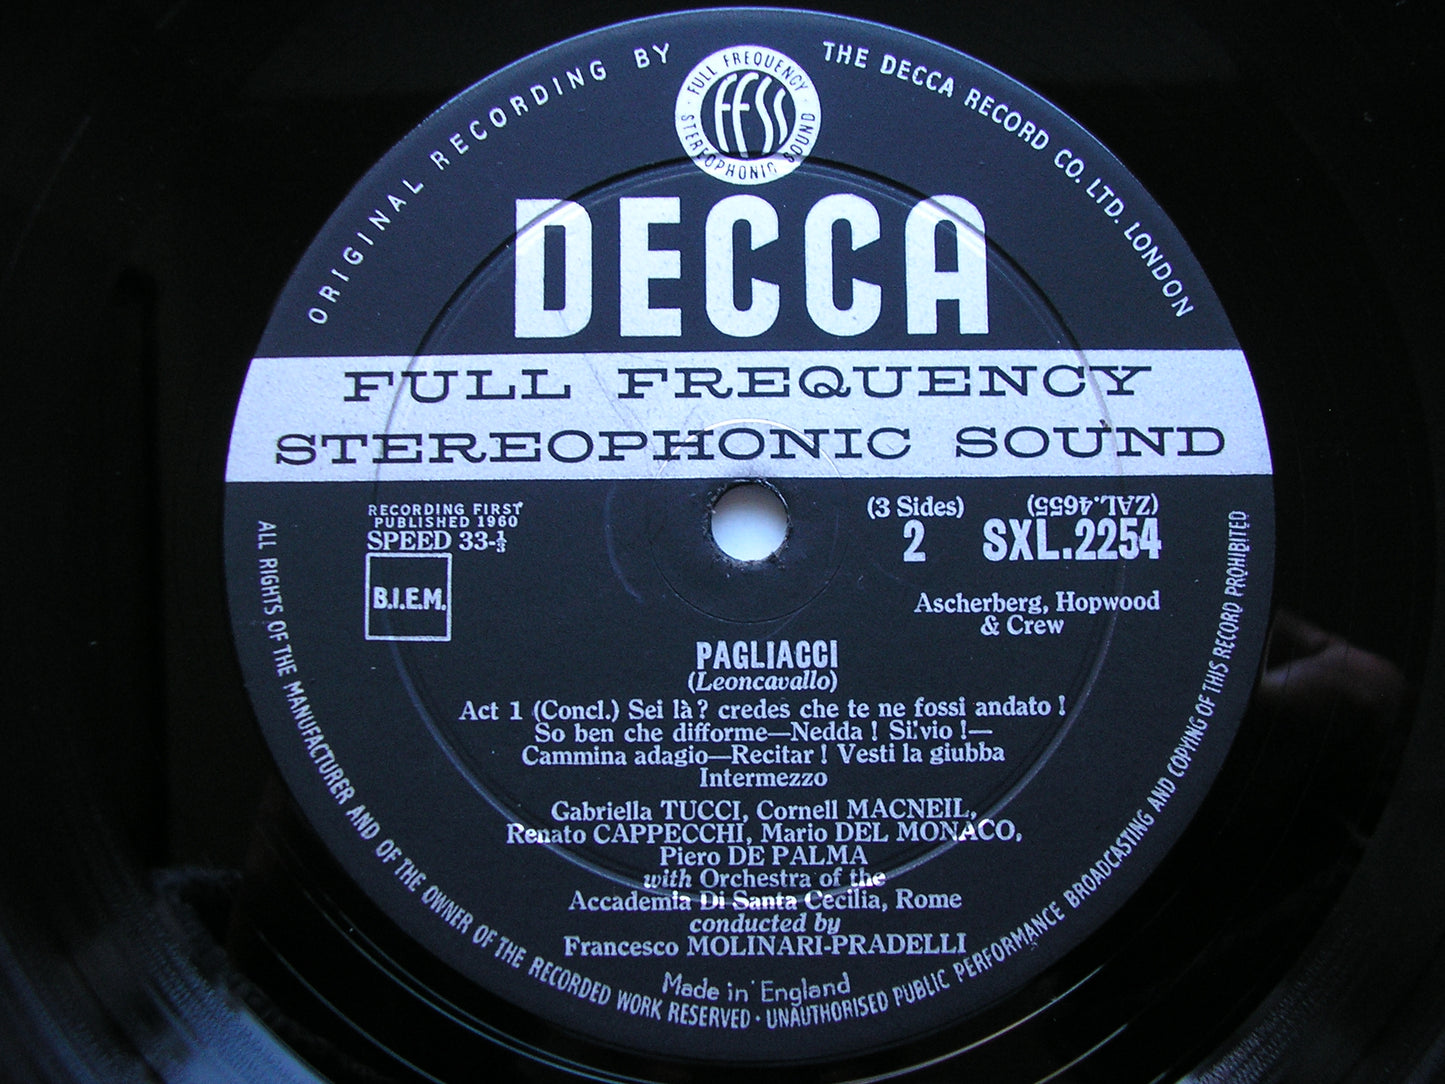 ORIGINAL RECORDING BY
THE DECCA RECORD CO. LTD. LONDON
FULL FREQUENCY
ffss
STEREOPHONIC SOUND
DECCA
FULL FREQUENCY
STEREOPHONIC SOUND
RECORDING FIRST
PUBLISHED 1960
SPEED 33-⅓
B.I.E.M.
(3 Sides)
2
(ZAL.4655)
SXL.2254
Ascherberg, Hopwood
& Crew
PAGLIACCI
(Leoncavallo)
Act 1 (Concl.) Sei là? credes che te ne fossi andato !
So ben che difforme—Nedda ! Silvio !—
Cammina adagio—Recitar ! Vesti la giubba
Intermezzo
Gabriella TUCCI, Cornell MACNEIL,
Renato CAPPECCHI, Mario DEL MONACO,
Piero DE PALMA
with Orchestra of the
Accademia Di Santa Cecilia, Rome
conducted by
Francesco MOLINARI-PRADELLI
Made in England
ALL RIGHTS OF THE MANUFACTURER AND OF THE OWNER OF THE RECORDED WORK RESERVED · UNAUTHORISED PUBLIC PERFORMANCE BROADCASTING AND COPYING OF THIS RECORD PROHIBITED